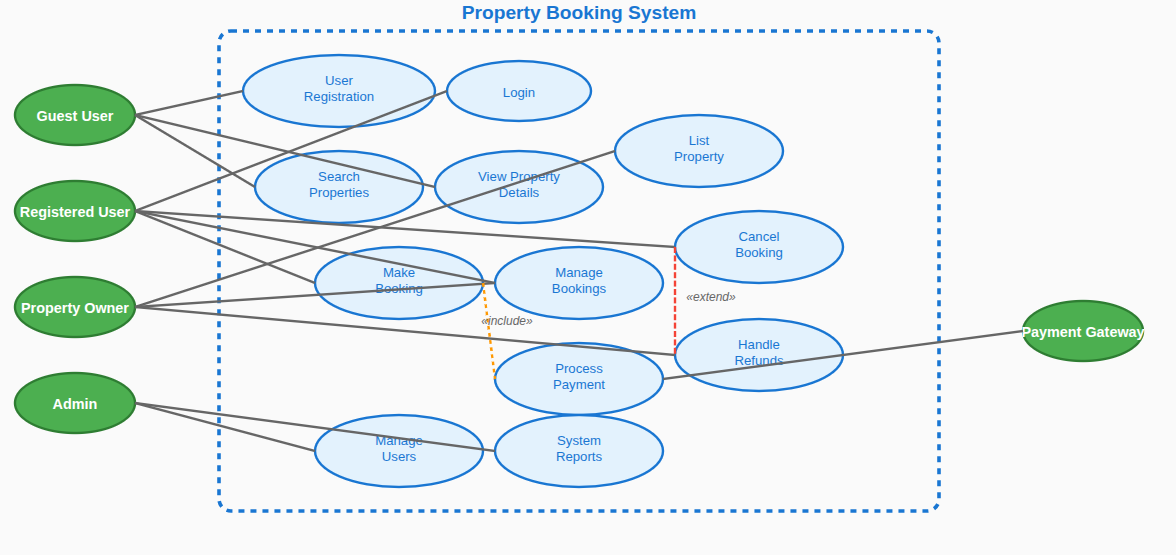 Property Booking System
User
Registration
Login
Guest User
List
Property
Search
Properties
View Property
Details
Registered User
Cancel
Booking
Make
Booking
Manage
Bookings
«extend»
Property Owner
«include»
Payment Gateway
Handle
Refunds
Process
Payment
Admin
Manage
Users
System
Reports